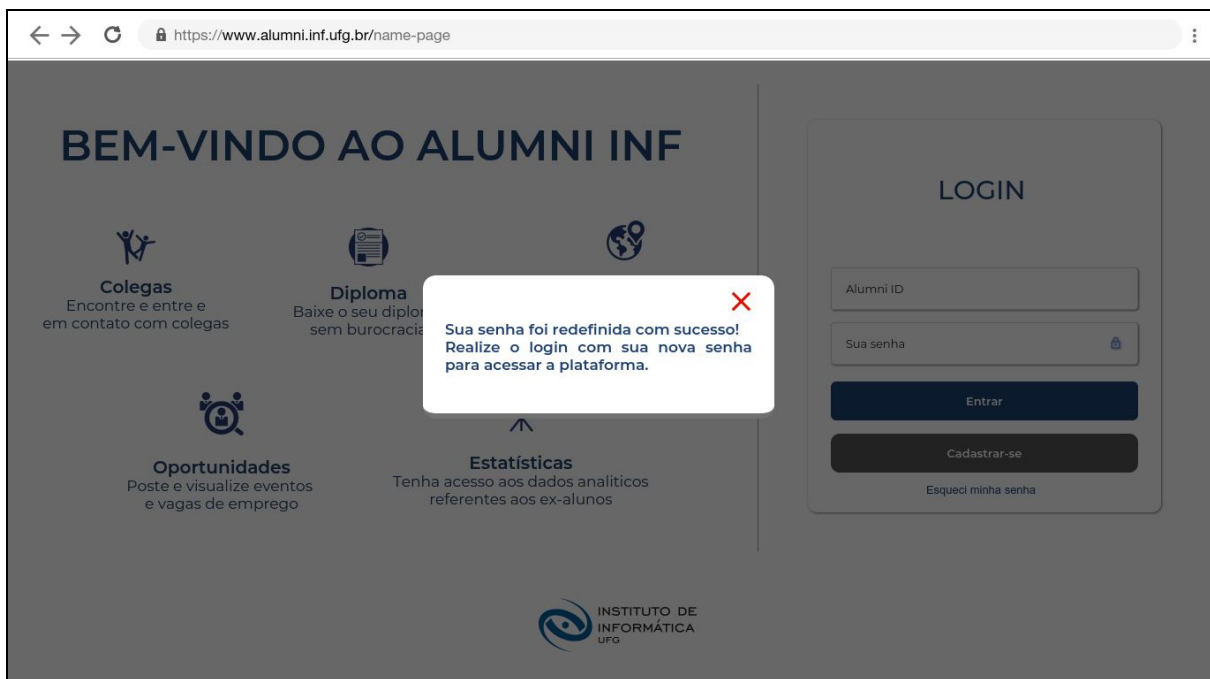 https://www.alumni.inf.ufg.br/name-page
BEM-VINDO AO ALUMNI INF
Colegas
Encontre e entre e
em contato com colegas
Diploma
Baixe o seu
sem
Sua senha foi redefinida com sucesso!
Realize o login com sua nova senha
para acessar a plataforma.
Oportunidades
Poste e visualize eventos
e vagas de emprego
Estatísticas
Tenha acesso aos dados analiticos
referentes aos ex-alunos
LOGIN
Alumni ID
Sua senha
Entrar
Cadastrar-se
Esqueci minha senha
INSTITUTO DE
INFORMÁTICA
UFG